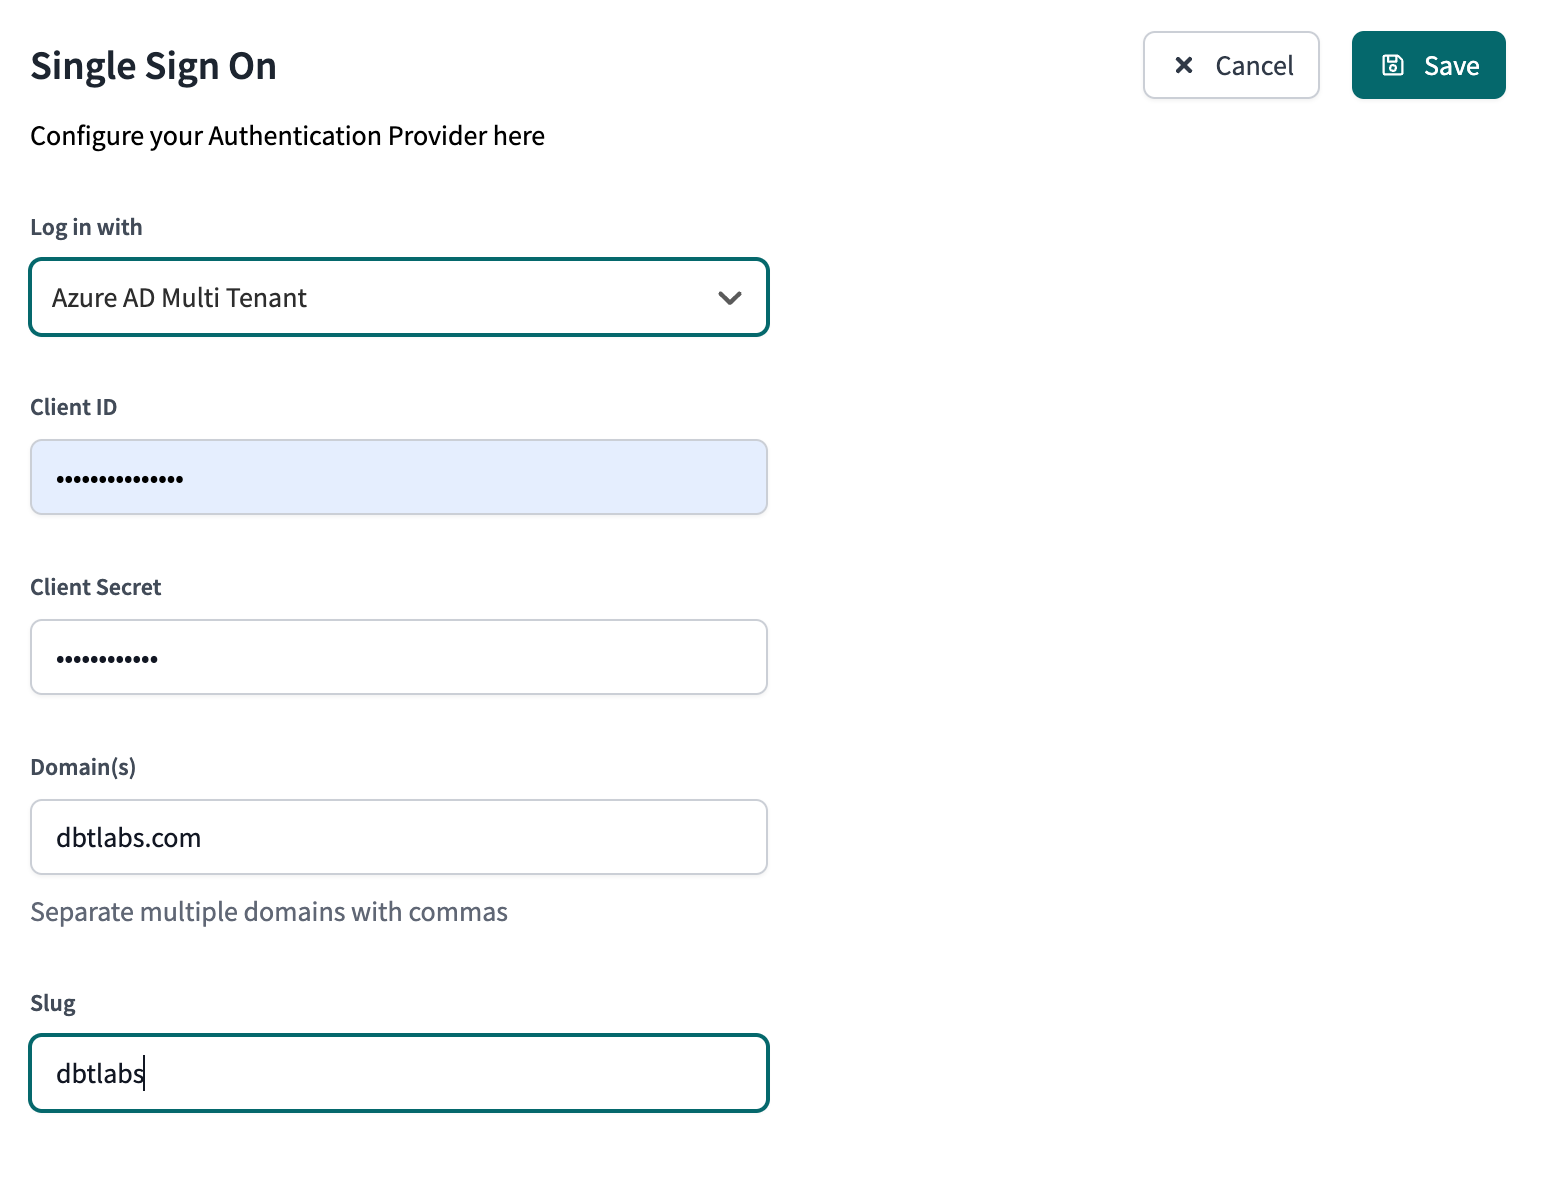 Single Sign On
Cancel
Save
Configure your Authentication Provider here
Log in with
Azure AD Multi Tenant
Client ID
•••••••••••••••
Client Secret
••••••••••••
Domain(s)
dbtlabs.com
Separate multiple domains with commas
Slug
dbtlabs